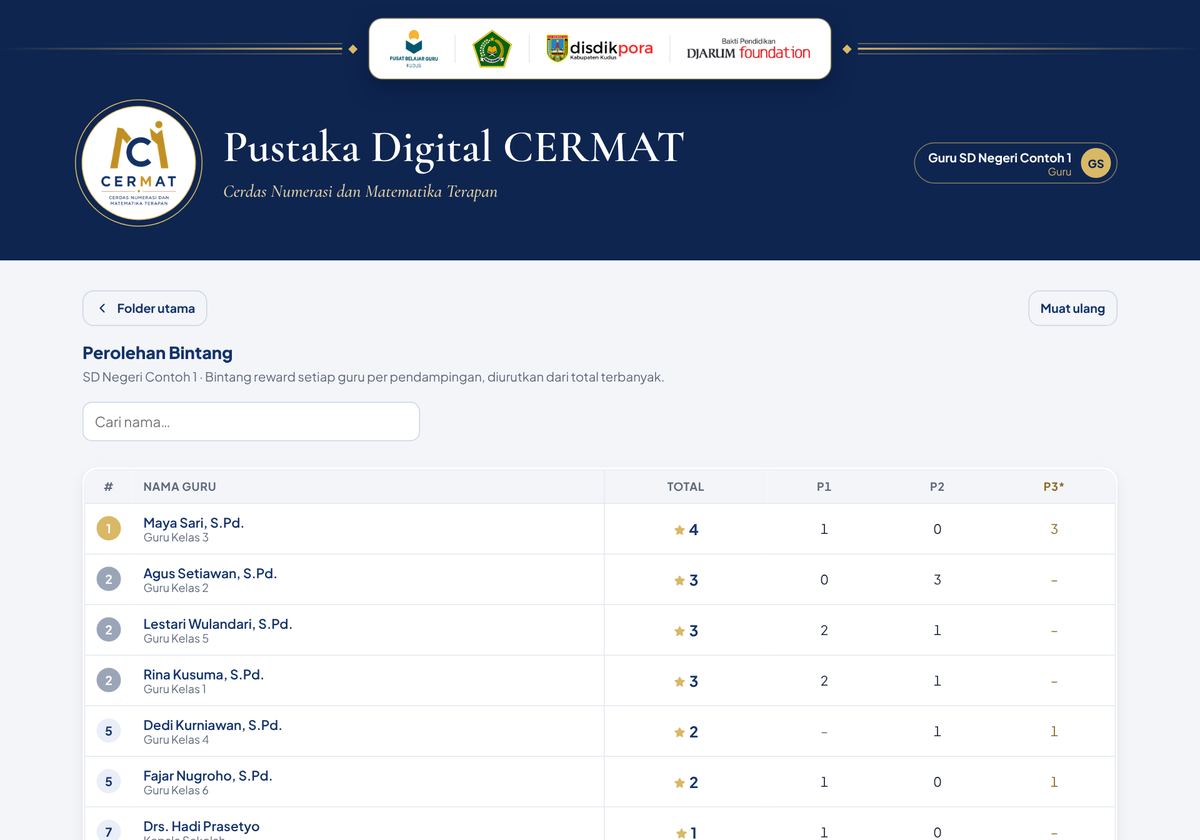 PUSAT BELAJAR GURU
KUDUS
disdikpora
Kabupaten Kudus
Bakti Pendidikan
DJARUM foundation
CERMAT
CERDAS NUMERASI DAN
MATEMATIKA TERAPAN
Pustaka Digital CERMAT
Cerdas Numerasi dan Matematika Terapan
Guru SD Negeri Contoh 1
Guru
GS
Folder utama
Muat ulang
Perolehan Bintang
SD Negeri Contoh 1 · Bintang reward setiap guru per pendampingan, diurutkan dari total terbanyak.
Cari nama...
# NAMA GURU TOTAL P1 P2 P3*
1 Maya Sari, S.Pd. 4 1 0 3
Guru Kelas 3
2 Agus Setiawan, S.Pd. 3 0 3 –
Guru Kelas 2
2 Lestari Wulandari, S.Pd. 3 2 1 –
Guru Kelas 5
2 Rina Kusuma, S.Pd. 3 2 1 –
Guru Kelas 1
5 Dedi Kurniawan, S.Pd. 2 – 1 1
Guru Kelas 4
5 Fajar Nugroho, S.Pd. 2 1 0 1
Guru Kelas 6
7 Drs. Hadi Prasetyo 1 1 0 –